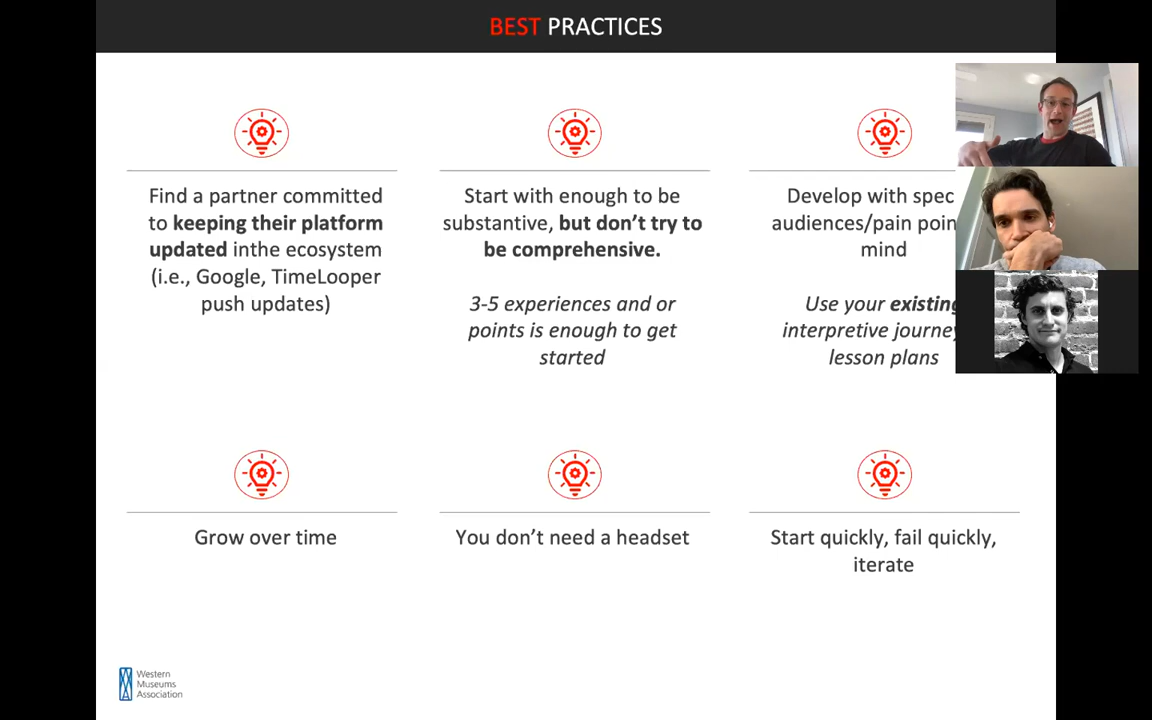 BEST PRACTICES
Find a partner committed
to keeping their platform
updated inthe ecosystem
(i.e., Google, TimeLooper
push updates)
Start with enough to be
substantive, but don't try to
be comprehensive.
3-5 experiences and or
points is enough to get
started
Develop with
audiences/pain
mind
Use your existing
interpretive
lesson plans
Grow over time
You don't need a headset
Start quickly, fail quickly,
iterate
Western
Museums
Association